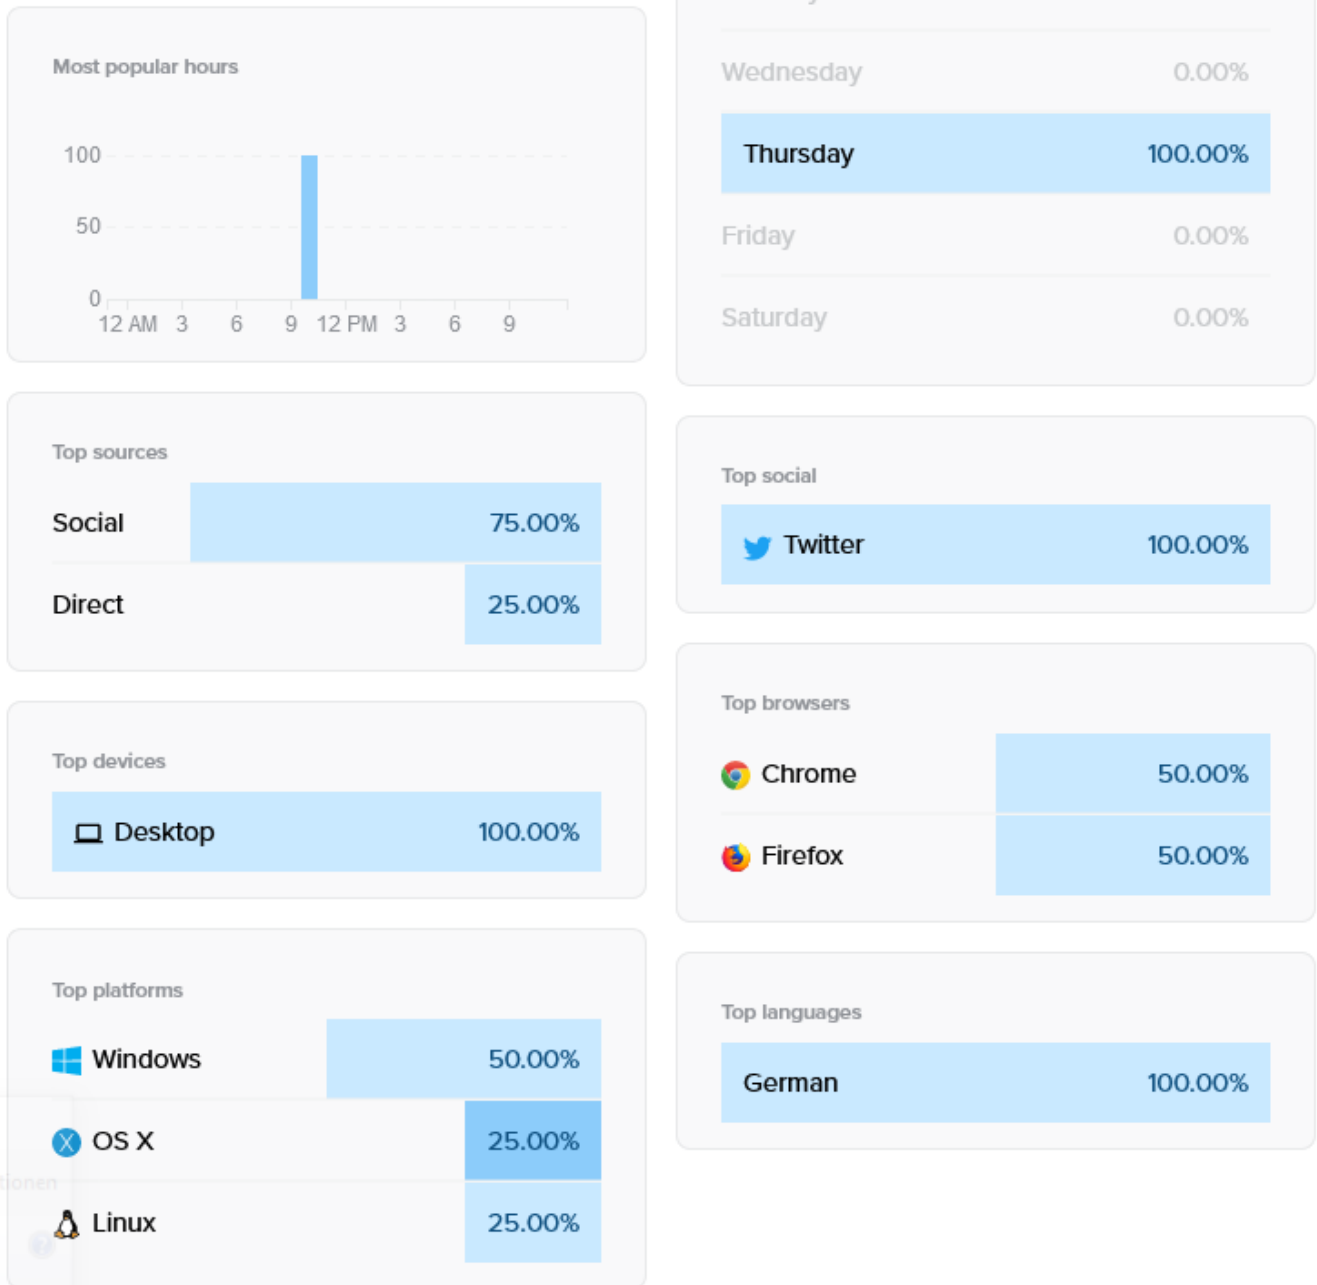 Most popular hours
100
50
0
12 AM 3 6 9 12 PM 3 6 9
Top sources
Social 75.00%
Direct 25.00%
Top devices
Desktop 100.00%
Top platforms
Windows 50.00%
OS X 25.00%
Linux 25.00%
tionen
?
Wednesday 0.00%
Thursday 100.00%
Friday 0.00%
Saturday 0.00%
Top social
Twitter 100.00%
Top browsers
Chrome 50.00%
Firefox 50.00%
Top languages
German 100.00%